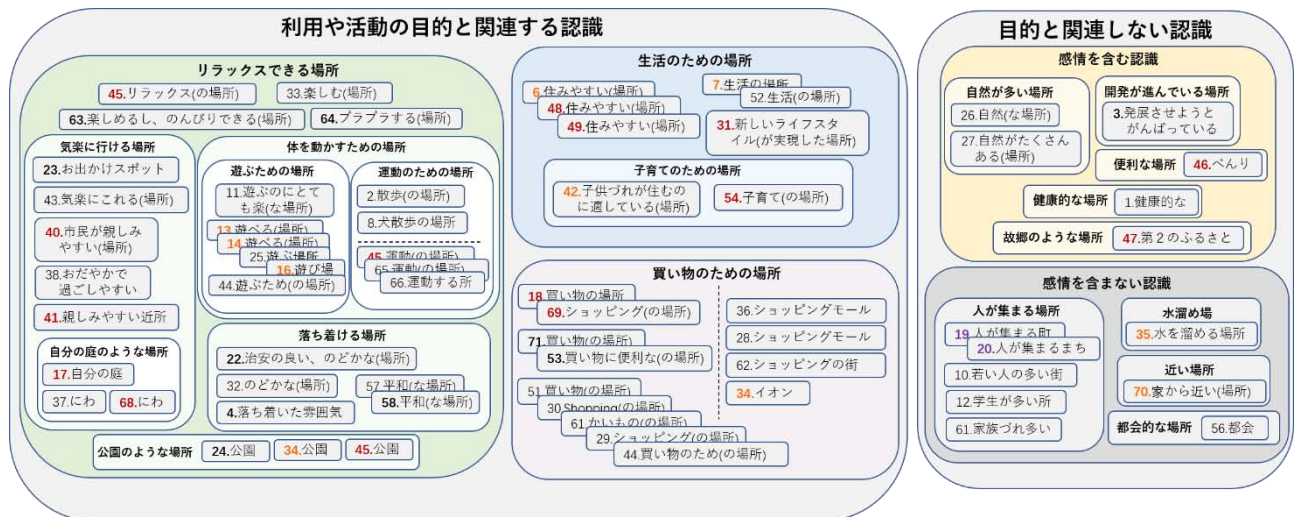 利用や活動の目的と関連する認識
リラックスできる場所
45.リラックス(の場所)
33.楽しむ(場所)
63.楽しめるし、のんびりできる(場所)
64.プラプラする(場所)
気楽に行ける場所
23.お出かけスポット
43.気楽にこれる(場所)
40.市民が親しみ
やすい(場所)
38.おだやかで
過ごしやすい
41.親しみやすい近所
自分の庭のような場所
17.自分の庭
37.にわ
68.にわ
体を動かすための場所
遊ぶための場所
11.遊ぶのにとて
も楽(な場所)
13.遊べる(場所)
14.遊べる(場所)
25.遊ぶ場所
16.遊び場
44.遊ぶため(の場所)
運動のための場所
2.散歩(の場所)
8.犬散歩の場所
45.運動(の場所)
65.運動(の場所)
66.運動する所
落ち着ける場所
22.治安の良い、のどかな(場所)
32.のどかな(場所)
57.平和(な場所)
4.落ち着いた雰囲気
58.平和(な場所)
公園のような場所
24.公園
34.公園
45.公園
生活のための場所
6.住みやすい(場所)
48.住みやすい(場所)
49.住みやすい(場所)
7.生活の場所
52.生活(の場所)
31.新しいライフスタ
イル(が実現した場所)
子育てのための場所
42.子供づれが住むの
に適している(場所)
54.子育て(の場所)
買い物のための場所
18.買い物の場所
69.ショッピング(の場所)
71.買い物(の場所)
53.買い物に便利な(の場所)
51.買い物(の場所)
30.Shopping(の場所)
61.かいもの(の場所)
29.ショッピング(の場所)
44.買い物のため(の場所)
36.ショッピングモール
28.ショッピングモール
62.ショッピングの街
34.イオン
目的と関連しない認識
感情を含む認識
自然が多い場所
26.自然(な場所)
27.自然がたくさん
ある(場所)
開発が進んでいる場所
3.発展させようと
がんばっている
便利な場所
46.べんり
健康的な場所
1.健康的な
故郷のような場所
47.第2のふるさと
感情を含まない認識
人が集まる場所
19.人が集まる町
20.人が集まるまち
10.若い人の多い街
12.学生が多い所
61.家族づれ多い
水溜め場
35.水を溜める場所
近い場所
70.家から近い(場所)
都会的な場所
56.都会